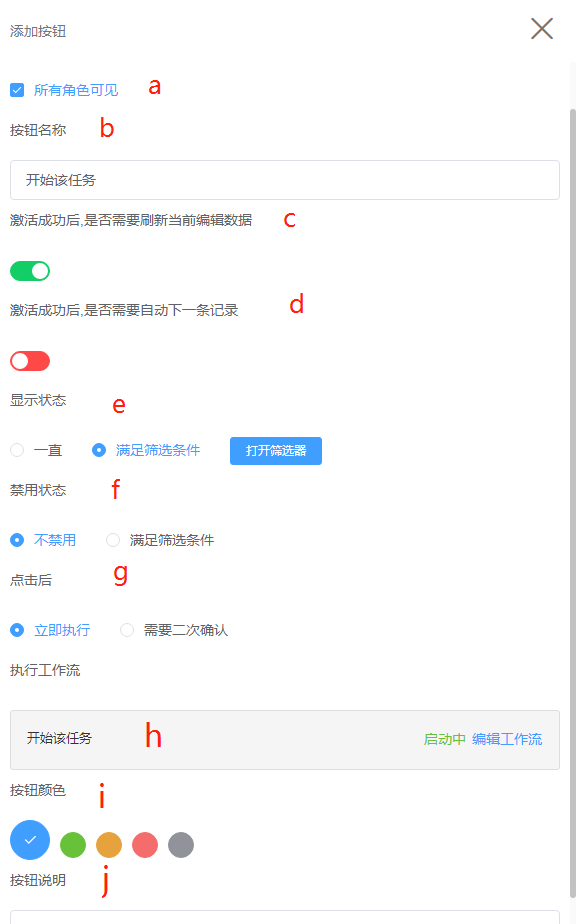 添加按钮
所有角色可见 a
按钮名称 b
开始该任务
激活成功后,是否需要刷新当前编辑数据 c
激活成功后,是否需要自动下一条记录 d
显示状态 e
一直 满足筛选条件 打开筛选器
禁用状态 f
不禁用 满足筛选条件
点击后 g
立即执行 需要二次确认
执行工作流
开始该任务 h 启动中 编辑工作流
按钮颜色 i
按钮说明 j